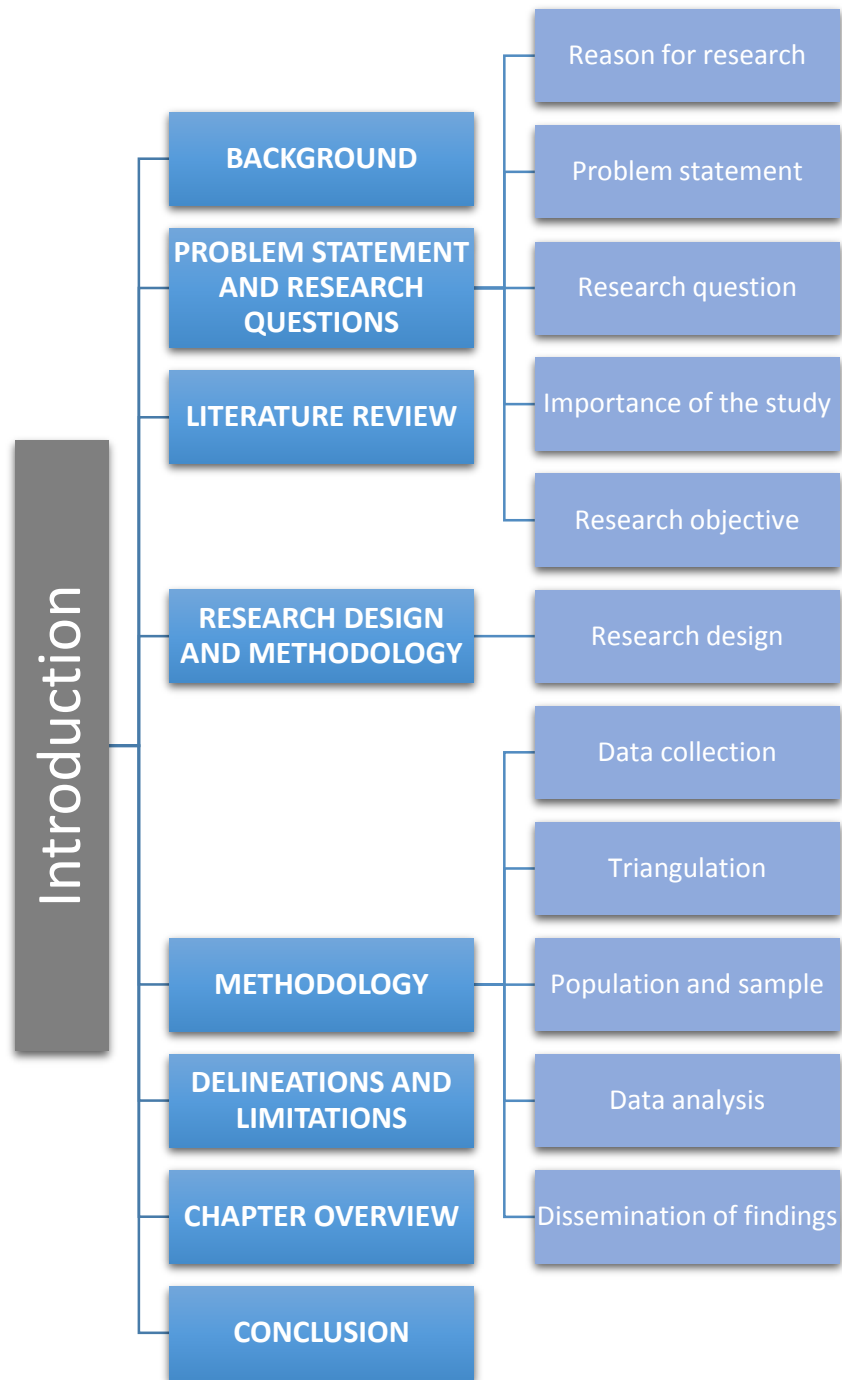 Introduction
BACKGROUND
PROBLEM STATEMENT
AND RESEARCH
QUESTIONS
Reason for research
Problem statement
Research question
Importance of the study
Research objective
LITERATURE REVIEW
RESEARCH DESIGN
AND METHODOLOGY
Research design
METHODOLOGY
Data collection
Triangulation
Population and sample
Data analysis
Dissemination of findings
DELINEATIONS AND
LIMITATIONS
CHAPTER OVERVIEW
CONCLUSION